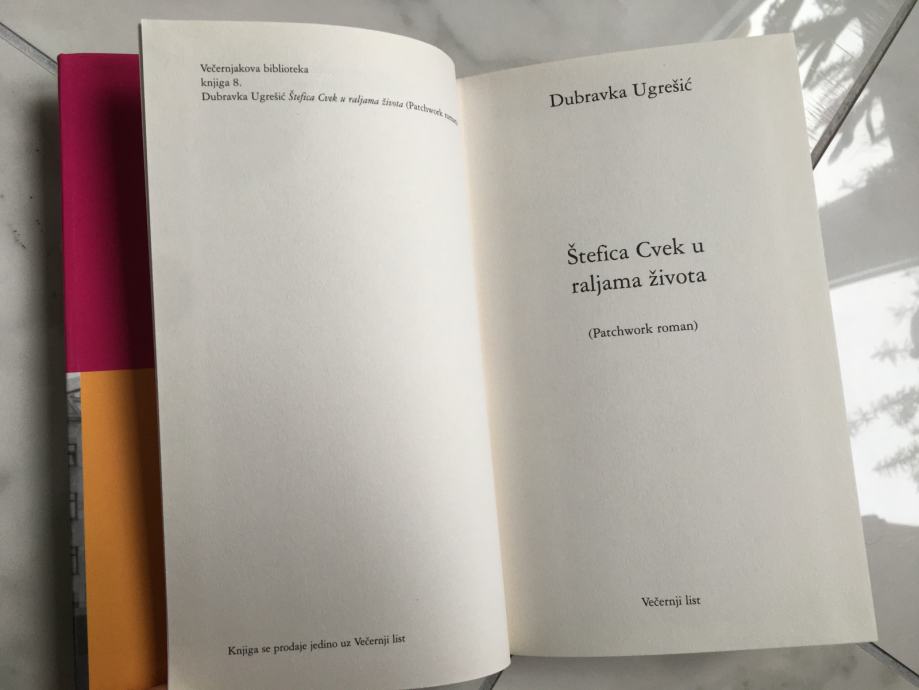 Večernjakova biblioteka
knjiga 8.
Dubravka Ugrešić Štefica Cvek u raljama života (Patchwork roman)
Knjiga se prodaje jedino uz Večernji list
Dubravka Ugrešić
Štefica Cvek u
raljama života
(Patchwork roman)
Večernji list